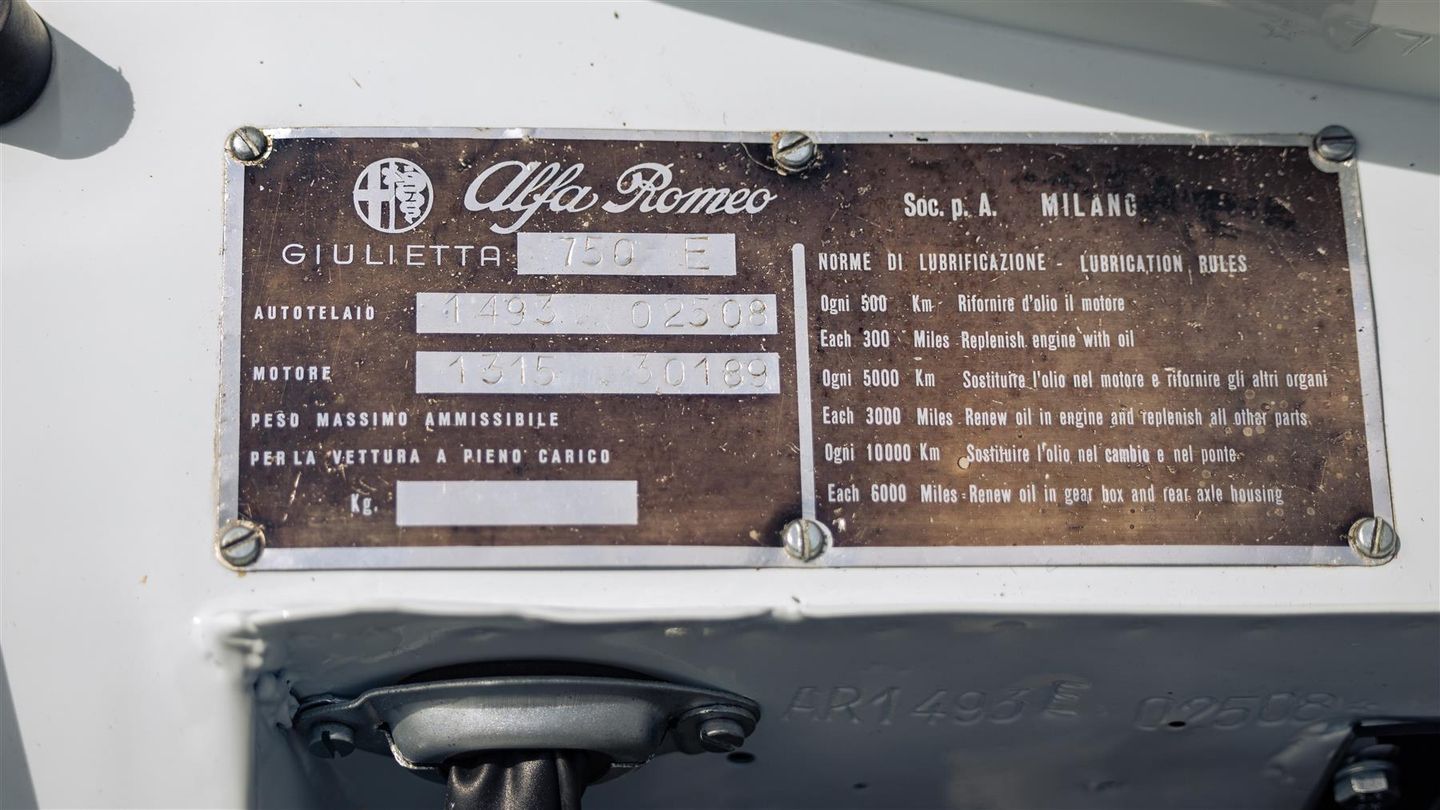 77
Alfa Romeo
GIULIETTA 750 E
AUTOTELAIO 1493 02508
MOTORE 1315 30189
PESO MASSIMO AMMISSIBILE
PER LA VETTURA A PIENO CARICO
Kg.
Soc. p. A. MILANO
NORME DI LUBRIFICAZIONE - LUBRICATION RULES
Ogni 500 Km Rifornire d'olio il motore
Each 300 Miles Replenish engine with oil
Ogni 5000 Km Sostituire l'olio nel motore e rifornire gli altri organi
Each 3000 Miles Renew oil in engine and replenish all other parts
Ogni 10000 Km Sostituire l'olio nel cambio e nel ponte
Each 6000 Miles Renew oil in gear box and rear axle housing
AR1493E 02508